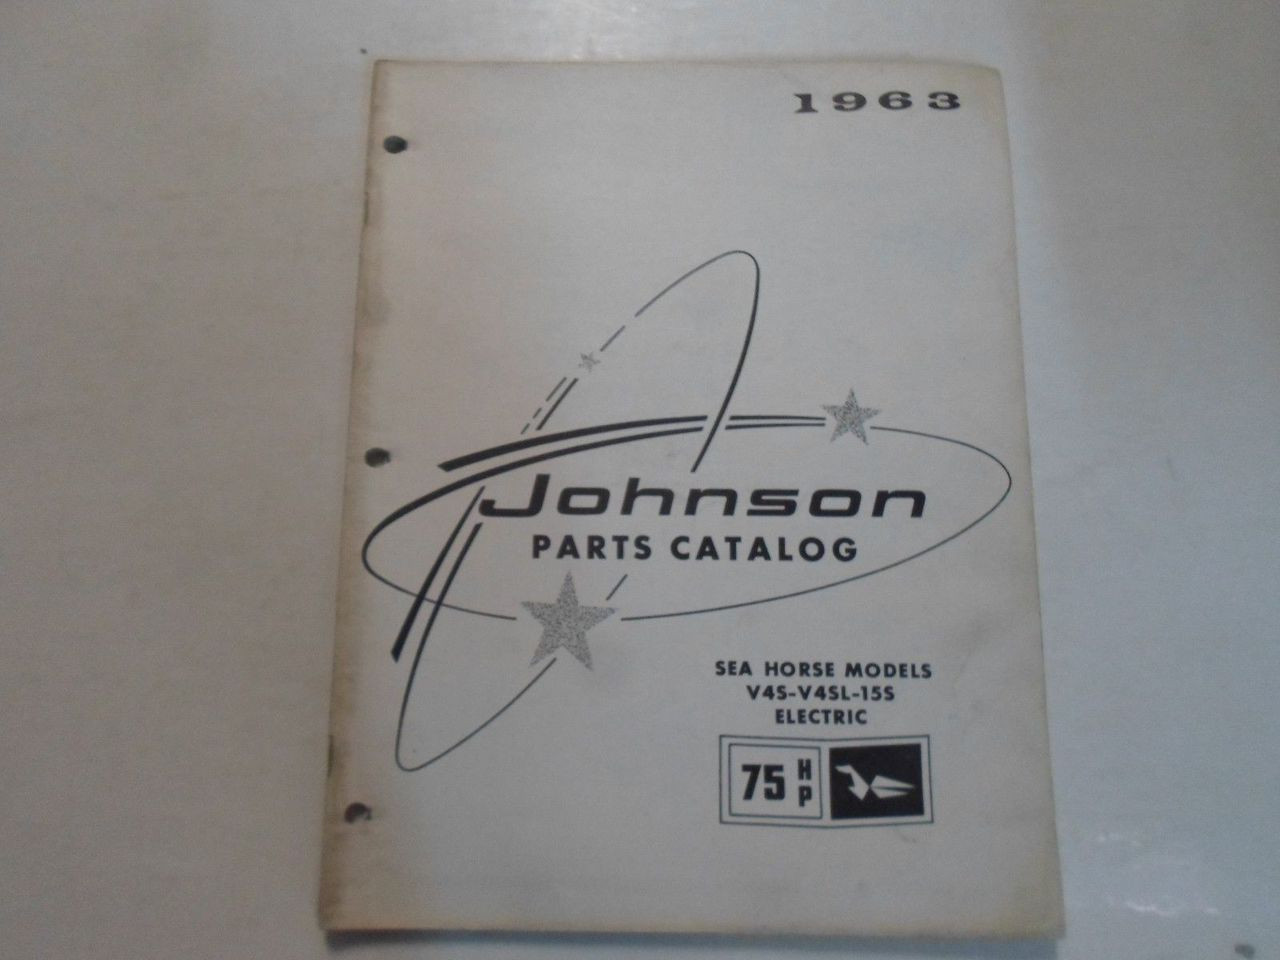 1963
Johnson
PARTS CATALOG
SEA HORSE MODELS
V4S-V4SL-15S
ELECTRIC
75 HP